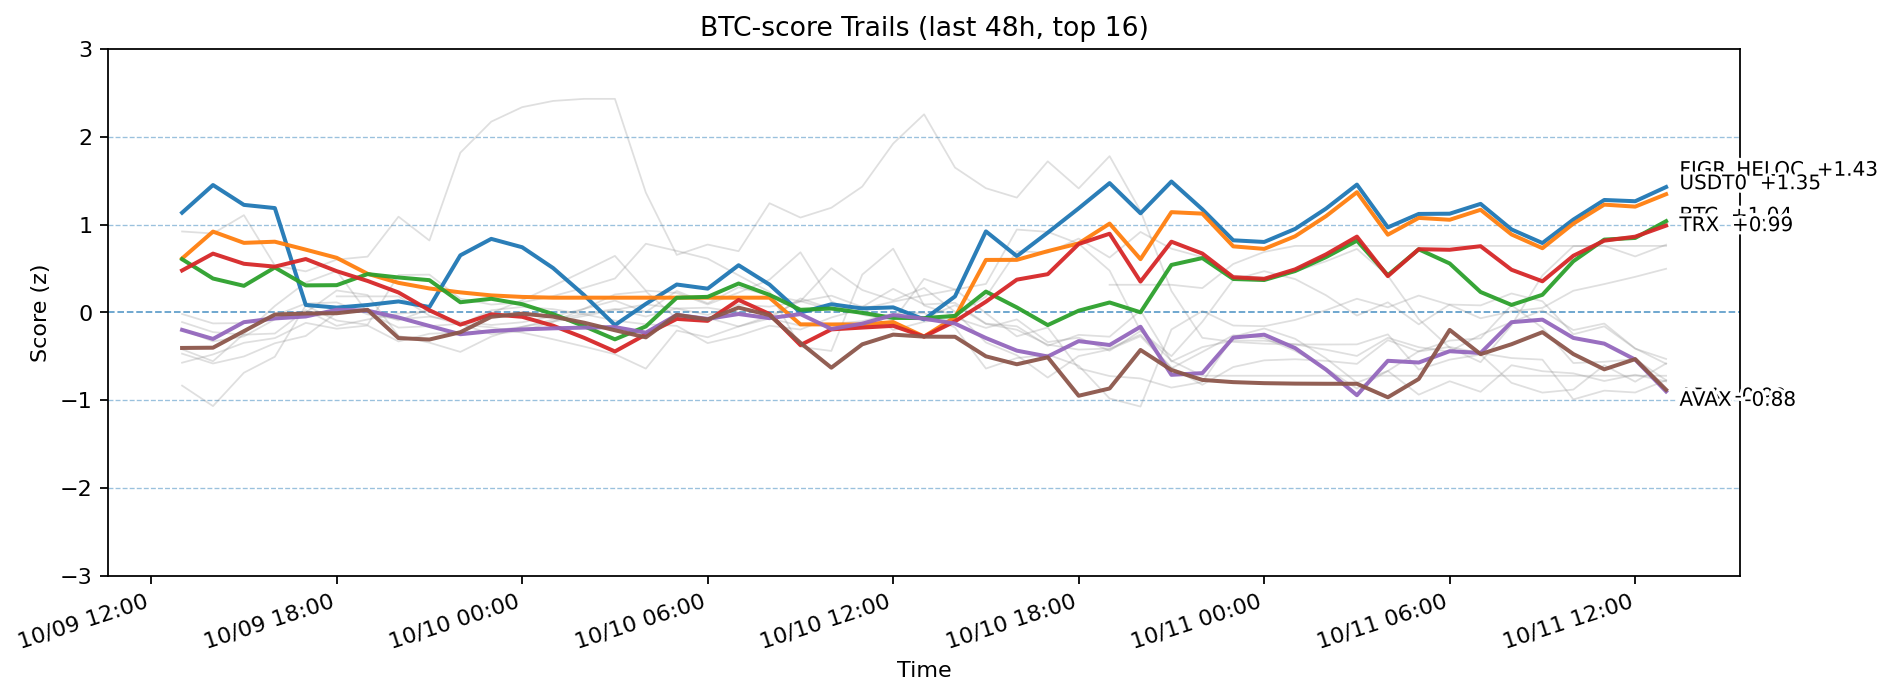 BTC-score Trails (last 48h, top 16)
Score (z)
3
2
1
0
−1
−2
−3
FIGR_HELOC +1.43
USDT0 +1.35
BTC +1.04
TRX +0.99
AVAX -0.88
10/09 12:00
10/09 18:00
10/10 00:00
10/10 06:00
10/10 12:00
10/10 18:00
10/11 00:00
10/11 06:00
10/11 12:00
Time